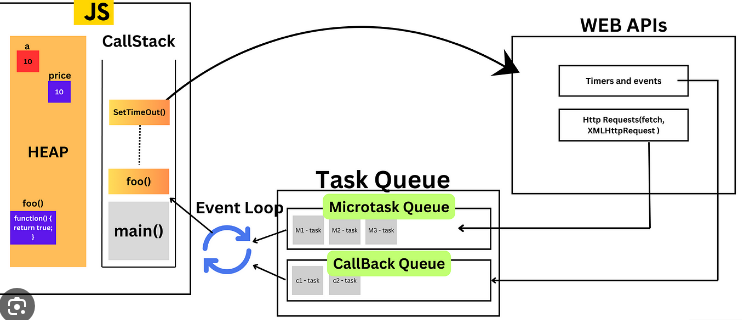 JS
CallStack
a
10
price
10
HEAP
foo()
function() {
return true;
}
SetTimeOut()
foo()
main()
WEB APIs
Timers and events
Http Requests(fetch,
XMLHttpRequest )
Task Queue
Event Loop
Microtask Queue
M1 - task
M2 - task
M3 - task
CallBack Queue
c1 - task
c2 - task